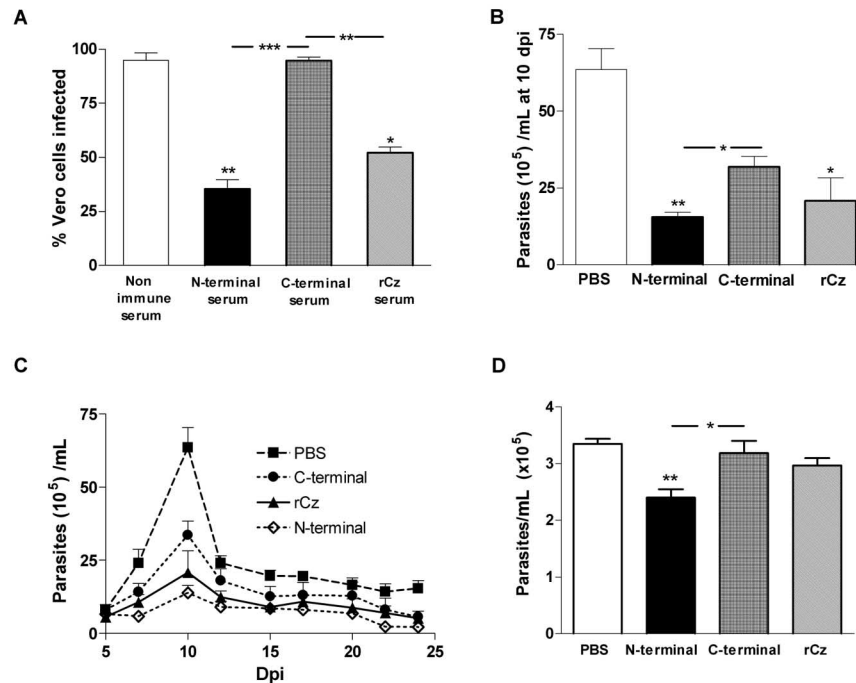 A
***
**
100
75
50
25
0
% Vero cells infected
**
*
Non immune serum
N-terminal serum
C-terminal serum
rCz serum
B
75
50
25
0
Parasites (10⁵) /mL at 10 dpi
*
**
*
PBS
N-terminal
C-terminal
rCz
C
75
50
25
0
Parasites (10⁵) /mL
PBS
C-terminal
rCz
N-terminal
5 10 15 20 25
Dpi
D
4
3
2
1
0
Parasites/mL (x10⁵)
*
**
PBS
N-terminal
C-terminal
rCz